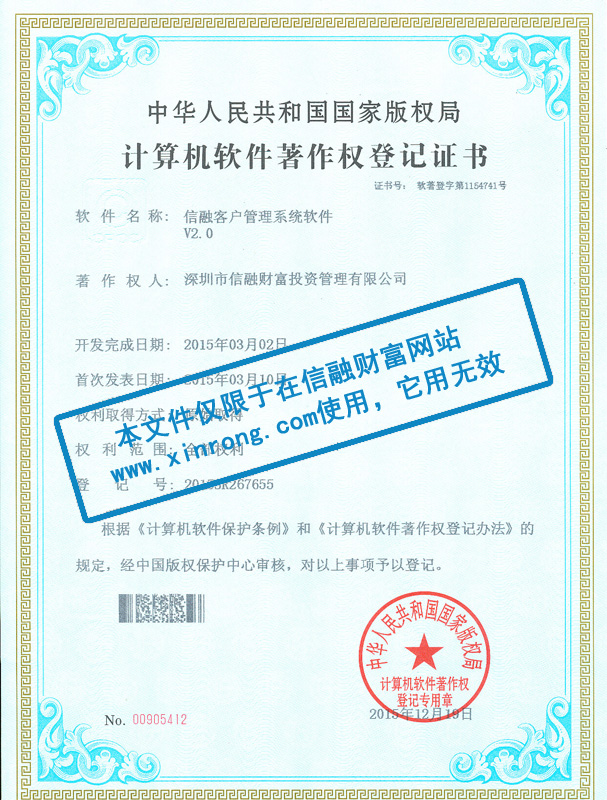 中华人民共和国国家版权局
计算机软件著作权登记证书
证书号： 软著登字第1154741号
软 件 名 称： 信融客户管理系统软件
V2.0
著 作 权 人： 深圳市信融财富投资管理有限公司
开发完成日期： 2015年03月02日
首次发表日期： 2015年03月10日
权利取得方式： 原始取得
权 利 范 围： 全部权利
登 记 号： 2015SR267655
本文件仅限于在信融财富网站
www.xinrong.com使用，它用无效
根据《计算机软件保护条例》和《计算机软件著作权登记办法》的
规定，经中国版权保护中心审核，对以上事项予以登记。
中华人民共和国国家版权局
计算机软件著作权
登记专用章
2015年12月19日
No. 00905412